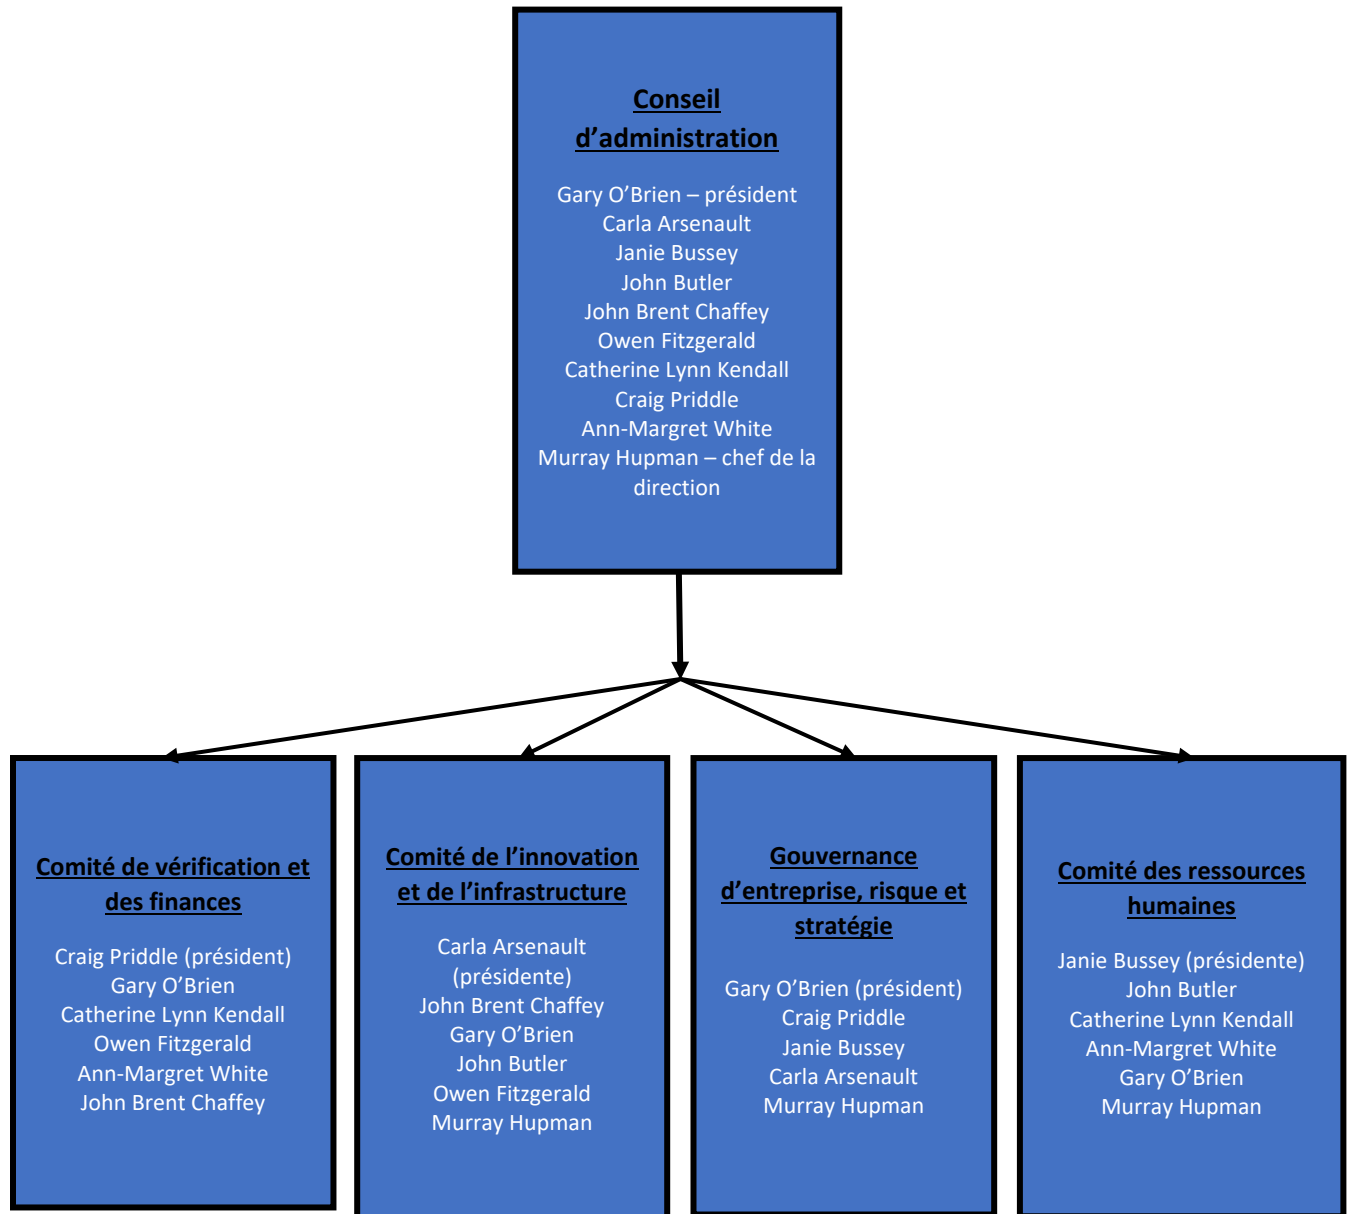 Conseil
d’administration
Gary O’Brien – président
Carla Arsenault
Janie Bussey
John Butler
John Brent Chaffey
Owen Fitzgerald
Catherine Lynn Kendall
Craig Priddle
Ann-Margret White
Murray Hupman – chef de la
direction
Comité de vérification et
des finances
Craig Priddle (président)
Gary O’Brien
Catherine Lynn Kendall
Owen Fitzgerald
Ann-Margret White
John Brent Chaffey
Comité de l’innovation
et de l’infrastructure
Carla Arsenault
(présidente)
John Brent Chaffey
Gary O’Brien
John Butler
Owen Fitzgerald
Murray Hupman
Gouvernance
d’entreprise, risque et
stratégie
Gary O’Brien (président)
Craig Priddle
Janie Bussey
Carla Arsenault
Murray Hupman
Comité des ressources
humaines
Janie Bussey (présidente)
John Butler
Catherine Lynn Kendall
Ann-Margret White
Gary O’Brien
Murray Hupman